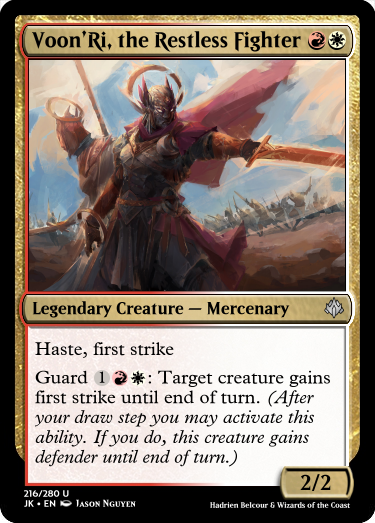 Voon'Ri, the Restless Fighter
Legendary Creature — Mercenary
Haste, first strike
Guard 1: Target creature gains
first strike until end of turn. (After
your draw step you may activate this
ability. If you do, this creature gains
defender until end of turn.)
2/2
216/280 U
JK • EN Jason Nguyen
Hadrien Belcour & Wizards of the Coast